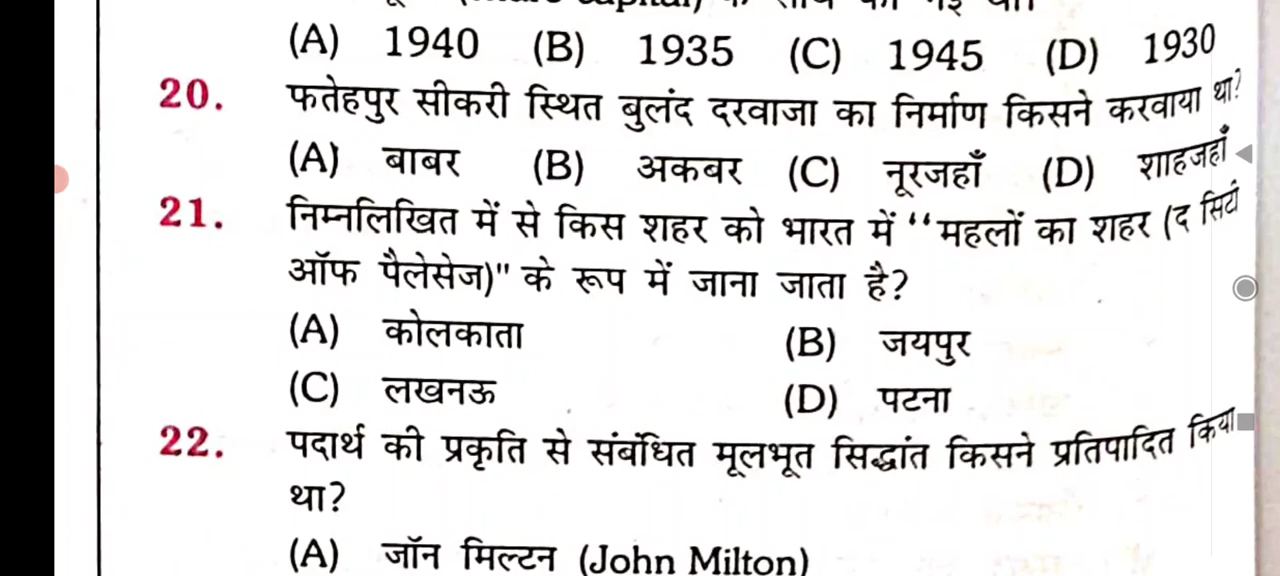 (A) 1940 (B) 1935 (C) 1945 (D) 1930
20. फतेहपुर सीकरी स्थित बुलंद दरवाजा का निर्माण किसने करवाया था?
(A) बाबर (B) अकबर (C) नूरजहाँ (D) शाहजहाँ
21. निम्नलिखित में से किस शहर को भारत में "महलों का शहर (द सिटी
ऑफ पैलेसेज)" के रूप में जाना जाता है?
(A) कोलकाता (B) जयपुर
(C) लखनऊ (D) पटना
22. पदार्थ की प्रकृति से संबंधित मूलभूत सिद्धांत किसने प्रतिपादित किया
था?
(A) जॉन मिल्टन (John Milton)